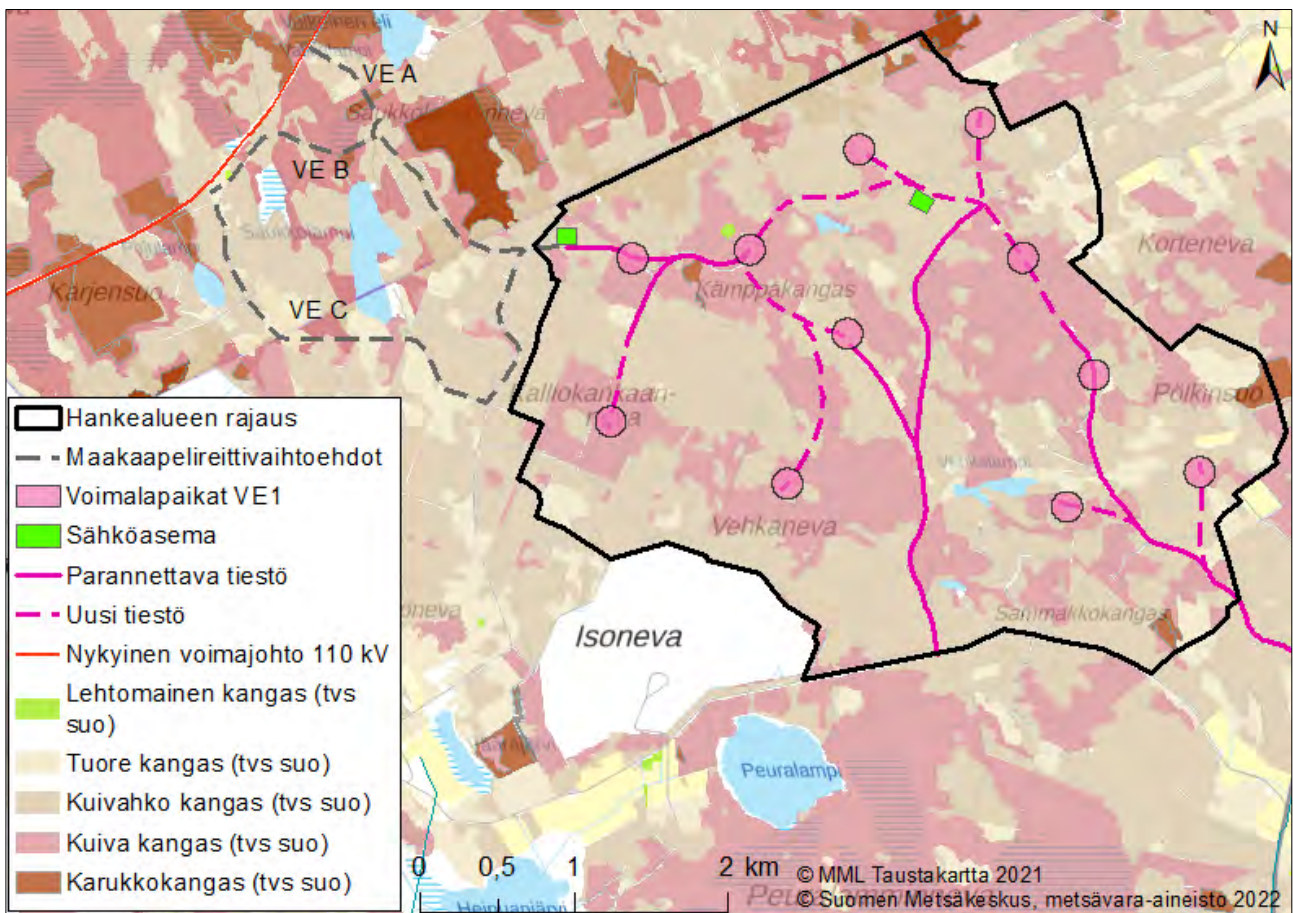 N
VE A
VE B
VE C
Saukkolampi
Karjensuo
Korteneva
Kämppäkangas
Pölkinsuo
Vehkalampi
Vehkaneva
Sammakkokangas
Isoneva
Peuralampi
Hankealueen rajaus
Maakaapelireittivaihtoehdot
Voimalapaikat VE1
Sähköasema
Parannettava tiestö
Uusi tiestö
Nykyinen voimajohto 110 kV
Lehtomainen kangas (tvs
suo)
Tuore kangas (tvs suo)
Kuivahko kangas (tvs suo)
Kuiva kangas (tvs suo)
Karukkokangas (tvs suo)
0 0,5 1 2 km
© MML Taustakartta 2021
© Suomen Metsäkeskus, metsävara-aineisto 2022